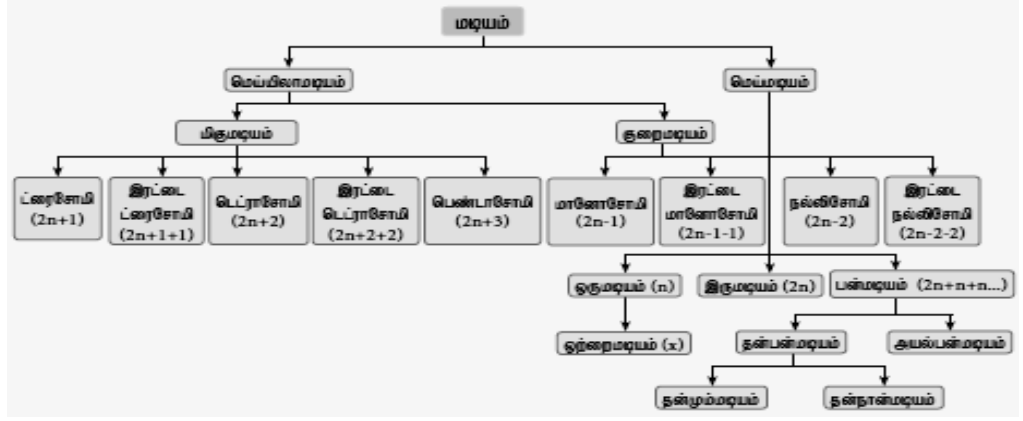 மடியம்
மெய்யிலாமடியம்
மெய்மடியம்
மிகுமடியம்
குறைமடியம்
ட்ரைசோமி
(2n+1)
இரட்டை
ட்ரைசோமி
(2n+1+1)
டெட்ராசோமி
(2n+2)
இரட்டை
டெட்ராசோமி
(2n+2+2)
பெண்டாசோமி
(2n+3)
மானோசோமி
(2n-1)
இரட்டை
மானோசோமி
(2n-1-1)
நல்லிசோமி
(2n-2)
இரட்டை
நல்லிசோமி
(2n-2-2)
ஒருமடியம் (n)
இருமடியம் (2n)
பன்மடியம் (2n+n+n...)
ஒற்றைமடியம் (x)
தன்பன்மடியம்
அயல்பன்மடியம்
தன்மும்மடியம்
தன்நான்மடியம்